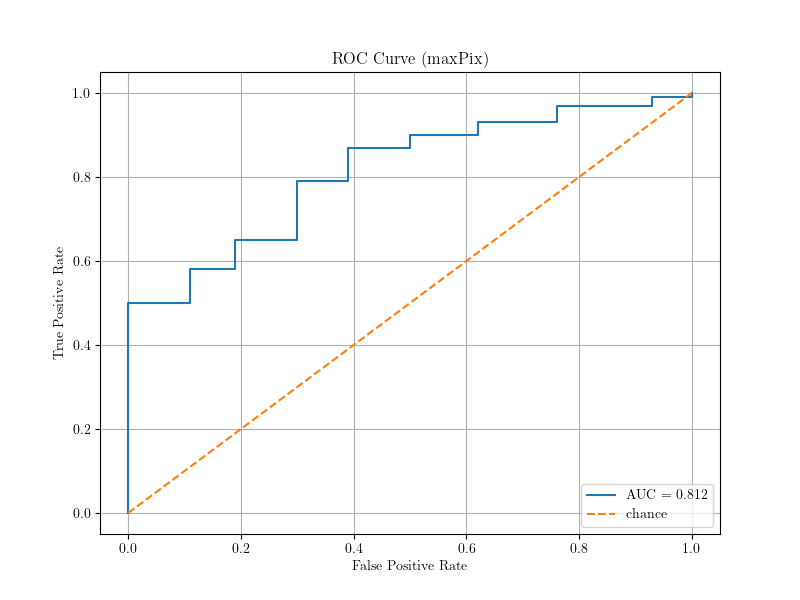 ROC Curve (maxPix)
True Positive Rate
1.0
0.8
0.6
0.4
0.2
0.0
AUC = 0.812
chance
0.0 0.2 0.4 0.6 0.8 1.0
False Positive Rate